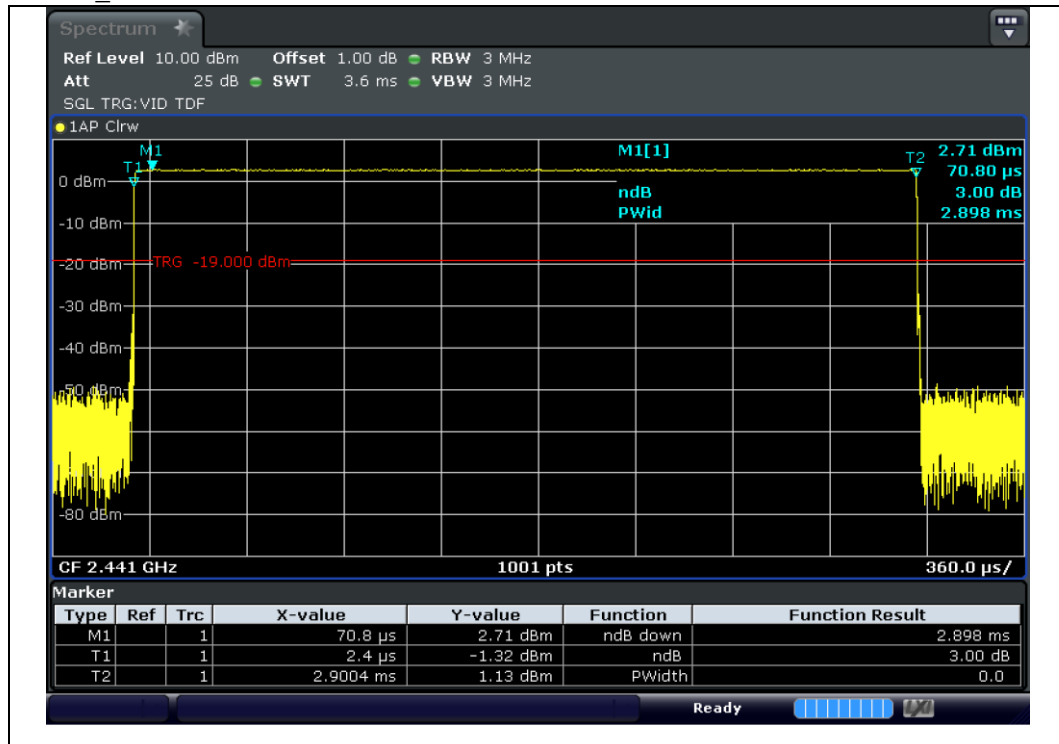 Spectrum
Ref Level 10.00 dBm Offset 1.00 dB RBW 3 MHz
Att 25 dB SWT 3.6 ms VBW 3 MHz
SGL TRG:VID TDF
1AP Clrw
M1 M1[1] 2.71 dBm
T1 T2 70.80 µs
0 dBm
ndB 3.00 dB
PWid 2.898 ms
-10 dBm
-20 dBm TRG -19.000 dBm
-30 dBm
-40 dBm
-50 dBm
-80 dBm
CF 2.441 GHz 1001 pts 360.0 µs/
Marker
Type Ref Trc X-value Y-value Function Function Result
M1 1 70.8 µs 2.71 dBm ndB down 2.898 ms
T1 1 2.4 µs -1.32 dBm ndB 3.00 dB
T2 1 2.9004 ms 1.13 dBm PWidth 0.0
Ready